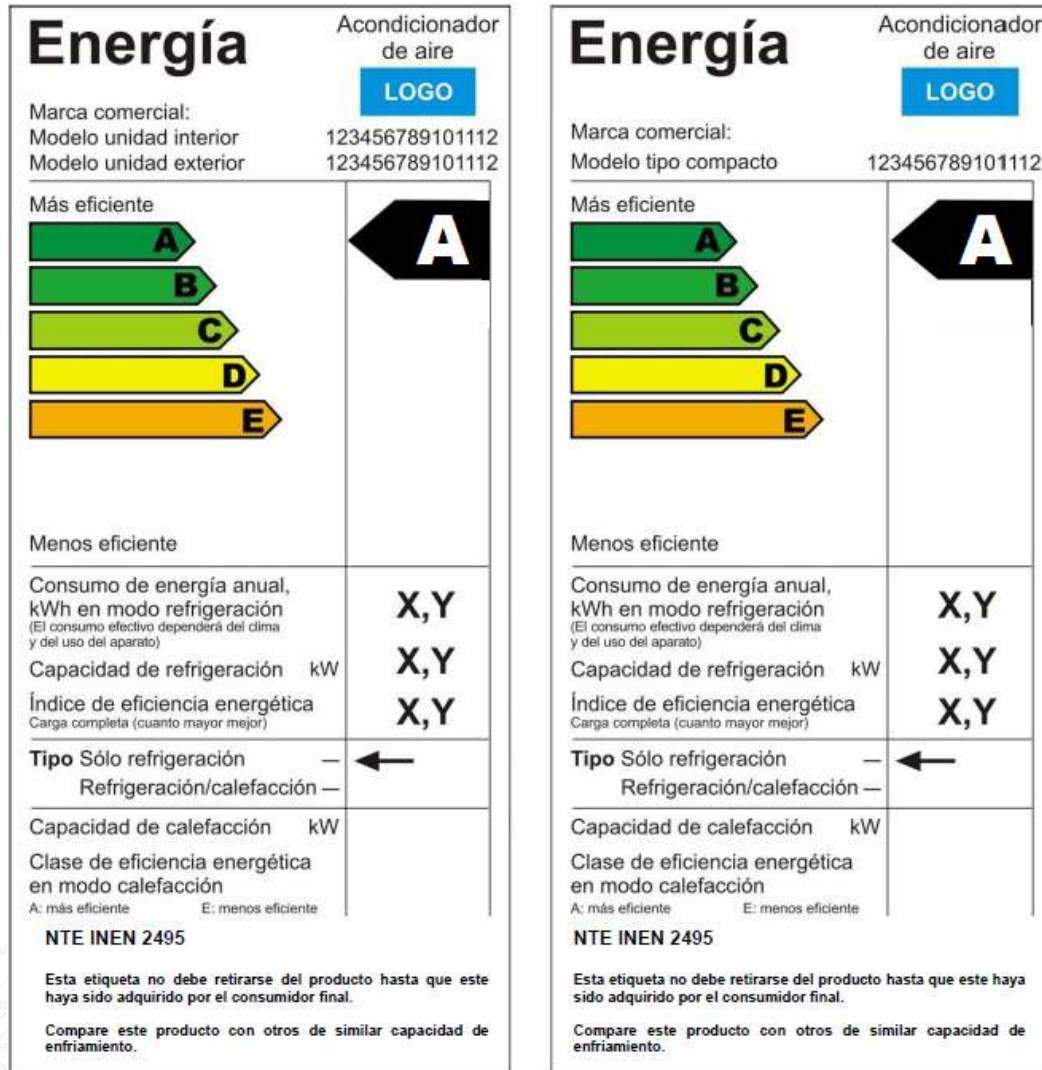 Energía
Acondicionador
de aire
LOGO
Marca comercial:
Modelo unidad interior 123456789101112
Modelo unidad exterior 123456789101112
Más eficiente
A
A
B
C
D
E
Menos eficiente
Consumo de energía anual,
kWh en modo refrigeración
(El consumo efectivo dependerá del clima
y del uso del aparato)
X,Y
Capacidad de refrigeración kW X,Y
Índice de eficiencia energética
Carga completa (cuanto mayor mejor)
X,Y
Tipo Sólo refrigeración —
Refrigeración/calefacción —
Capacidad de calefacción kW
Clase de eficiencia energética
en modo calefacción
A: más eficiente E: menos eficiente
NTE INEN 2495
Esta etiqueta no debe retirarse del producto hasta que este
haya sido adquirido por el consumidor final.
Compare este producto con otros de similar capacidad de
enfriamiento.
Energía
Acondicionador
de aire
LOGO
Marca comercial:
Modelo tipo compacto 123456789101112
Más eficiente
A
A
B
C
D
E
Menos eficiente
Consumo de energía anual,
kWh en modo refrigeración
(El consumo efectivo dependerá del clima
y del uso del aparato)
X,Y
Capacidad de refrigeración kW X,Y
Índice de eficiencia energética
Carga completa (cuanto mayor mejor)
X,Y
Tipo Sólo refrigeración —
Refrigeración/calefacción —
Capacidad de calefacción kW
Clase de eficiencia energética
en modo calefacción
A: más eficiente E: menos eficiente
NTE INEN 2495
Esta etiqueta no debe retirarse del producto hasta que este haya
sido adquirido por el consumidor final.
Compare este producto con otros de similar capacidad de
enfriamiento.